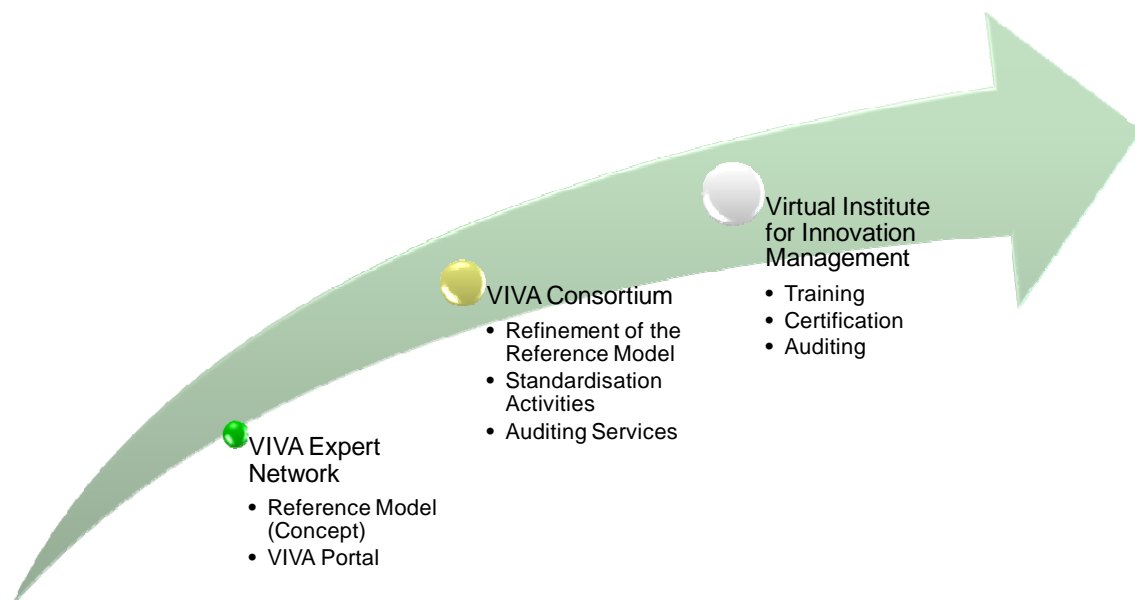 Virtual Institute
for Innovation
Management
• Training
• Certification
• Auditing
VIVA Consortium
• Refinement of the
Reference Model
• Standardisation
Activities
• Auditing Services
VIVA Expert
Network
• Reference Model
(Concept)
• VIVA Portal